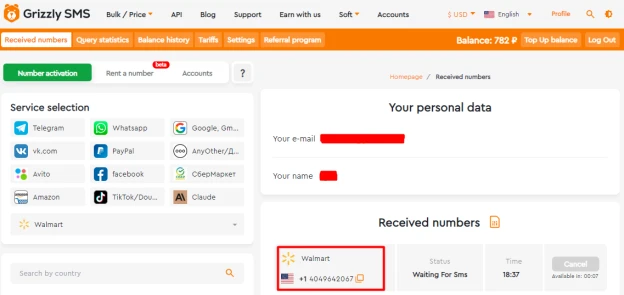 Grizzly SMS
Bulk / Price
API
Blog
Support
Earn with us
Soft
Accounts
$ USD
English
Profile
Received numbers
Query statistics
Balance history
Tariffs
Settings
Referral program
Balance: 782 ₽
Top Up balance
Log Out
Number activation
Rent a number
beta
Accounts
?
Homepage / Received numbers
Service selection
Telegram
Whatsapp
Google, Gm...
vk.com
PayPal
AnyOther/Д...
Avito
facebook
СберМаркет
Amazon
TikTok/Dou...
Claude
Walmart
Search by country
Your personal data
Your e-mail
Your name
Received numbers
Walmart
+1 4049642067
Status
Waiting For Sms
Time
18:37
Cancel
Available in: 00:07